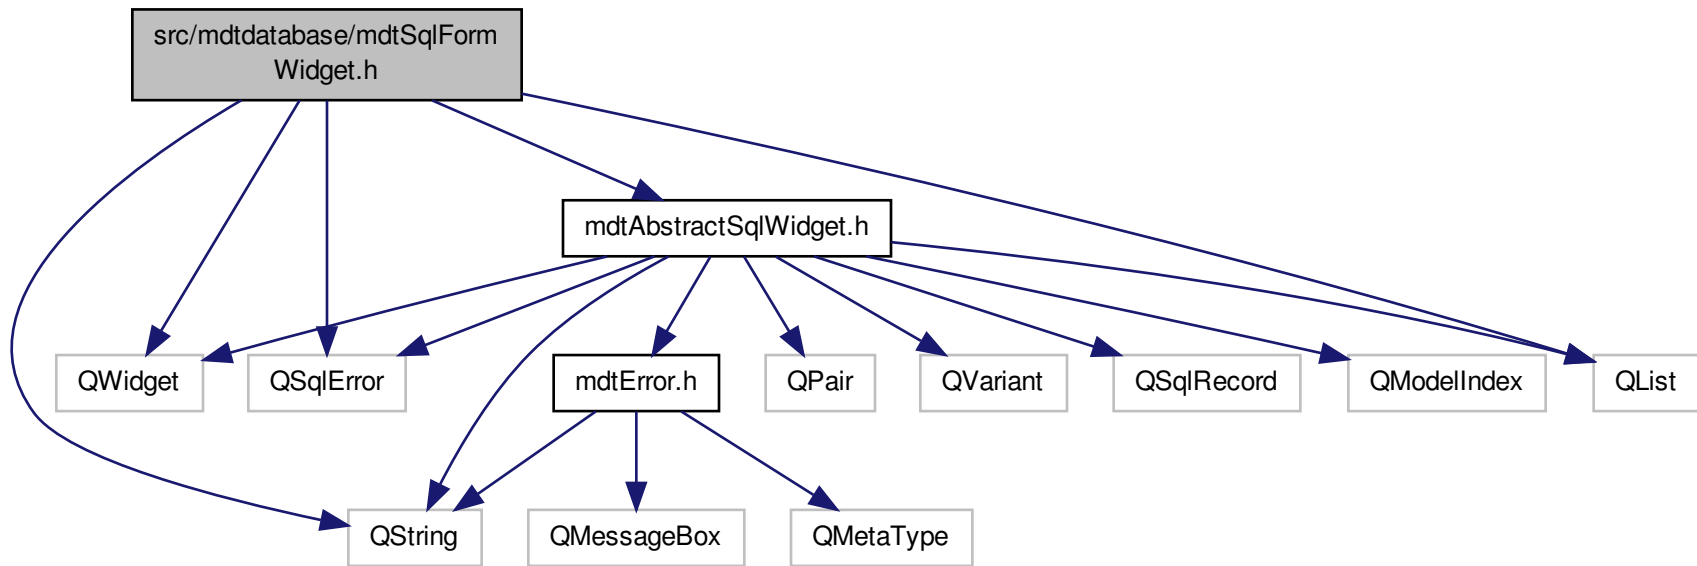 src/mdtdatabase/mdtSqlForm
Widget.h
mdtAbstractSqlWidget.h
QWidget
QSqlError
mdtError.h
QPair
QVariant
QSqlRecord
QModelIndex
QList
QString
QMessageBox
QMetaType